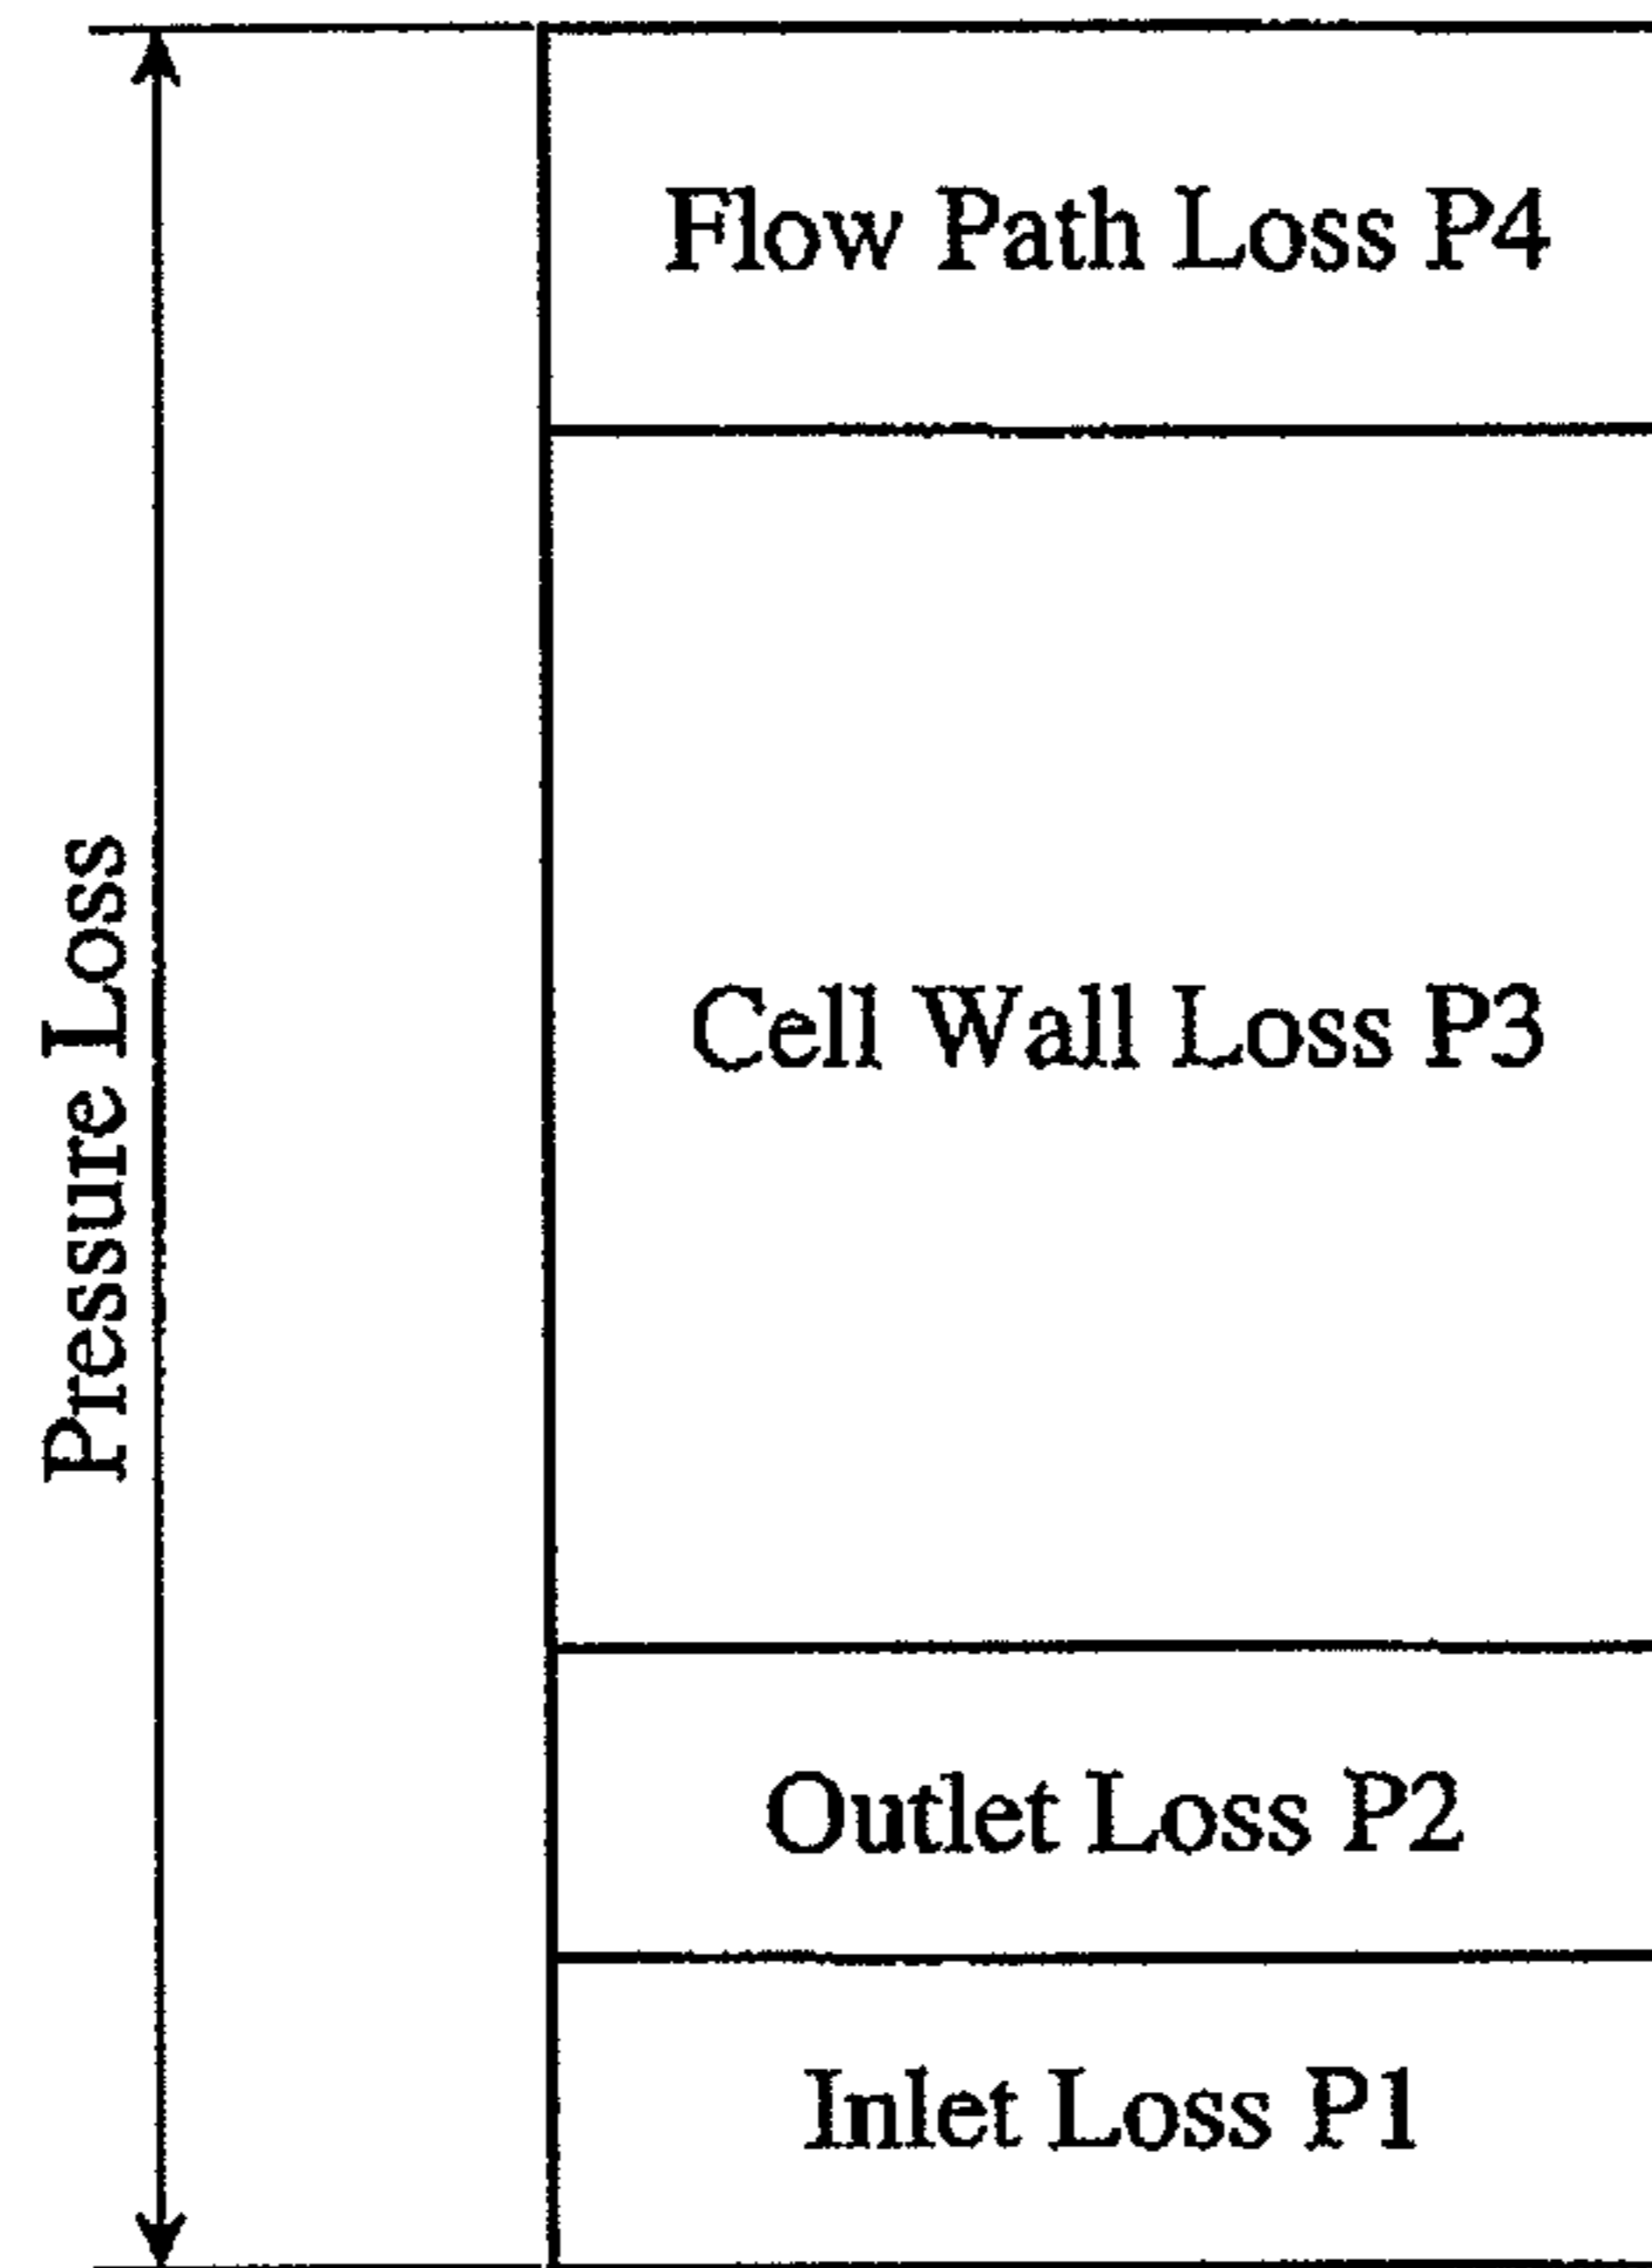 Pressure Loss
Flow Path Loss P4
Cell Wall Loss P3
Outlet Loss P2
Inlet Loss P1